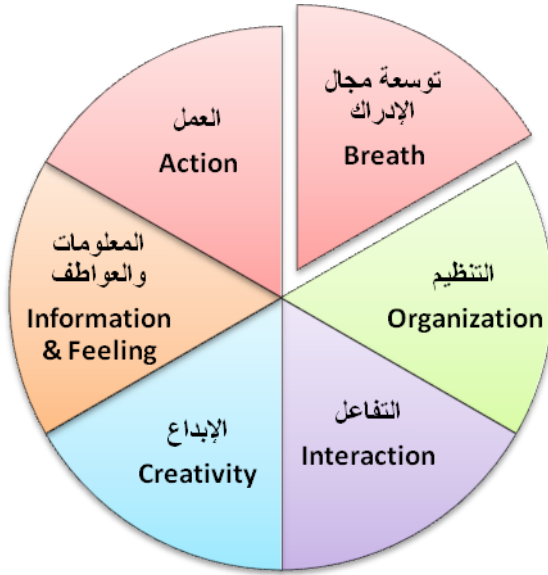 توسعة مجال
الإدراك
Breath
التنظيم
Organization
التفاعل
Interaction
الإبداع
Creativity
المعلومات
والعواطف
Information
& Feeling
العمل
Action